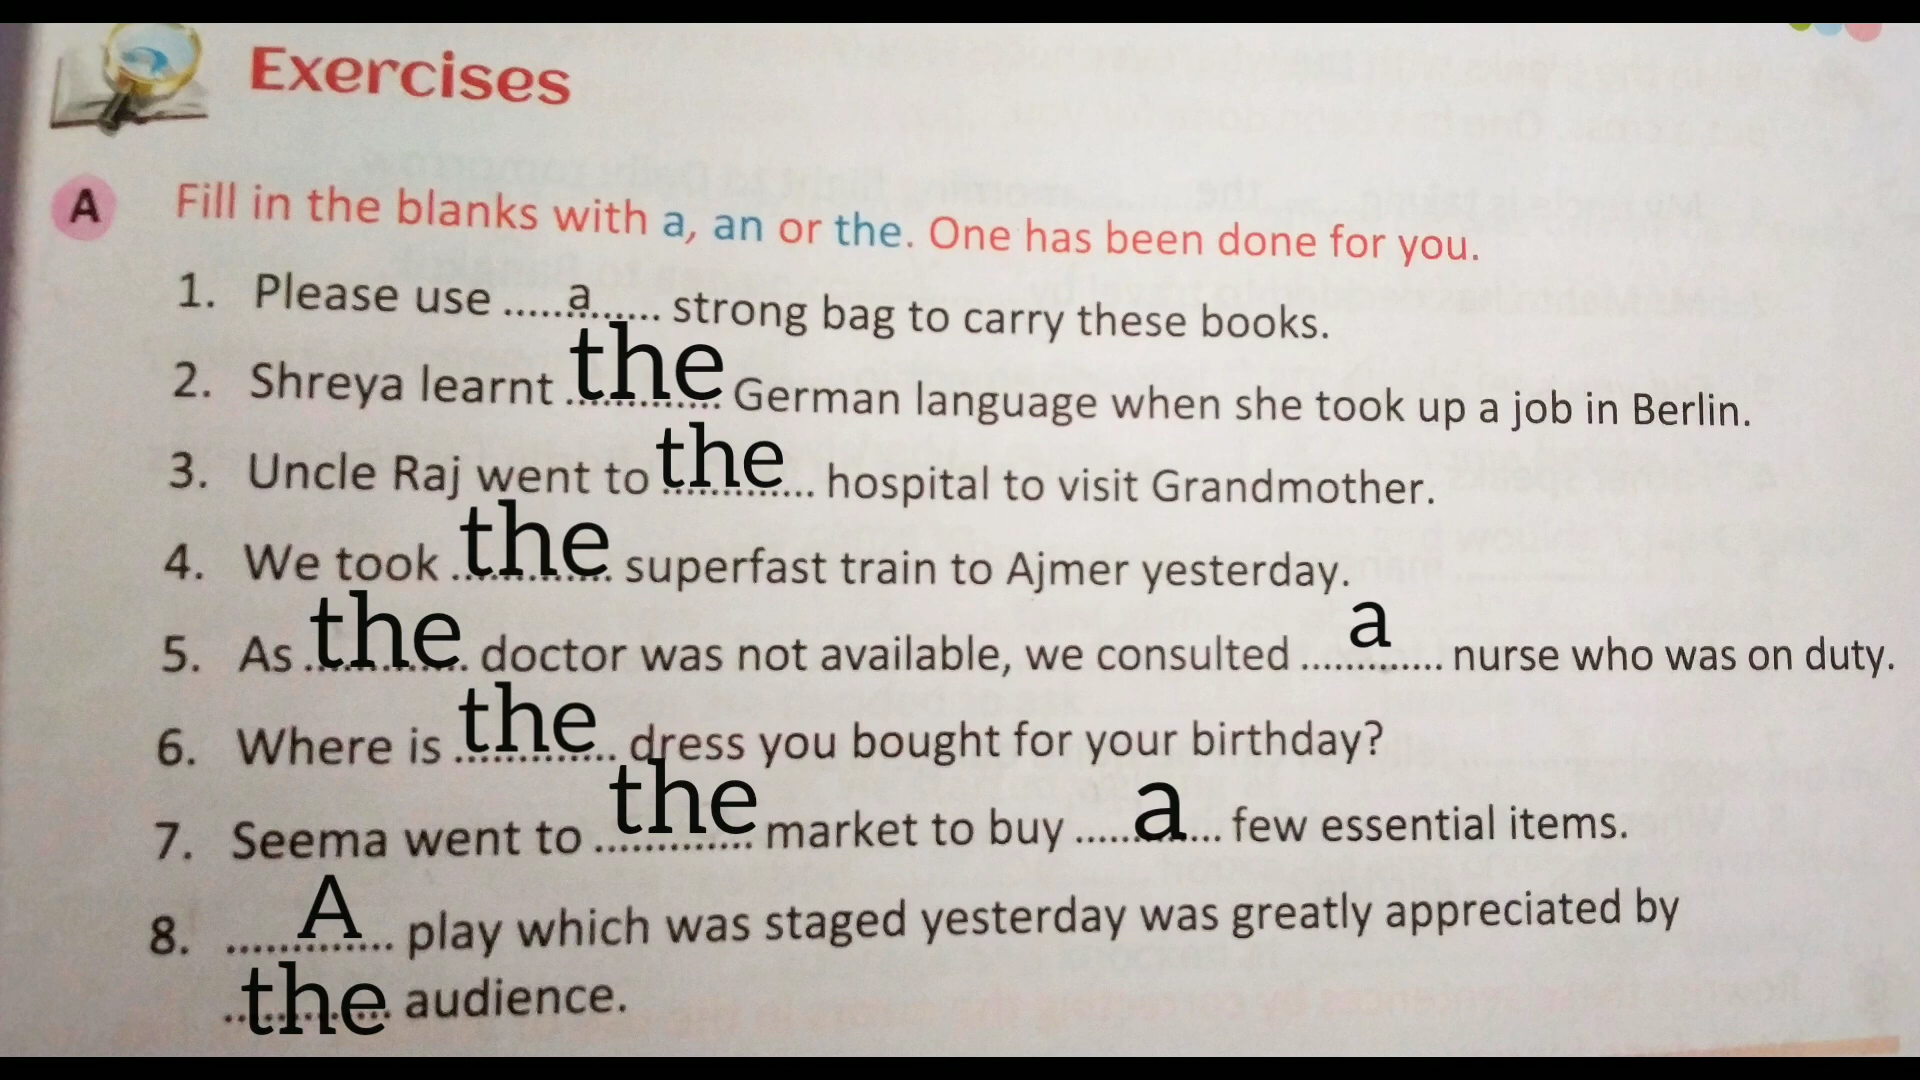 Exercises
A Fill in the blanks with a, an or the. One has been done for you.
1. Please use ......a...... strong bag to carry these books.
2. Shreya learnt the German language when she took up a job in Berlin.
3. Uncle Raj went to the hospital to visit Grandmother.
4. We took the superfast train to Ajmer yesterday.
5. As the doctor was not available, we consulted a nurse who was on duty.
6. Where is the dress you bought for your birthday?
7. Seema went to the market to buy a few essential items.
8. A play which was staged yesterday was greatly appreciated by
the audience.